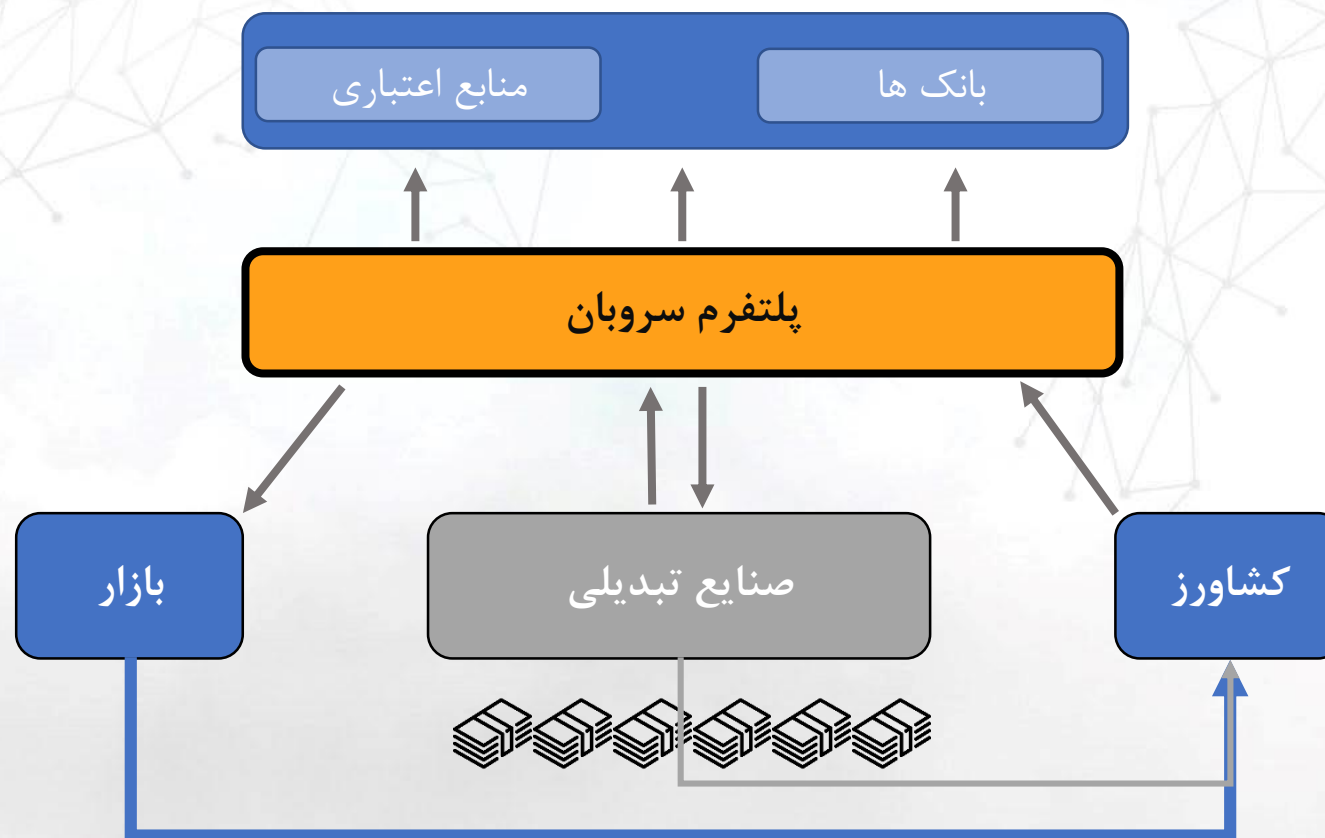 بانک ها
منابع اعتباری
پلتفرم سروبان
کشاورز
صنایع تبدیلی
بازار